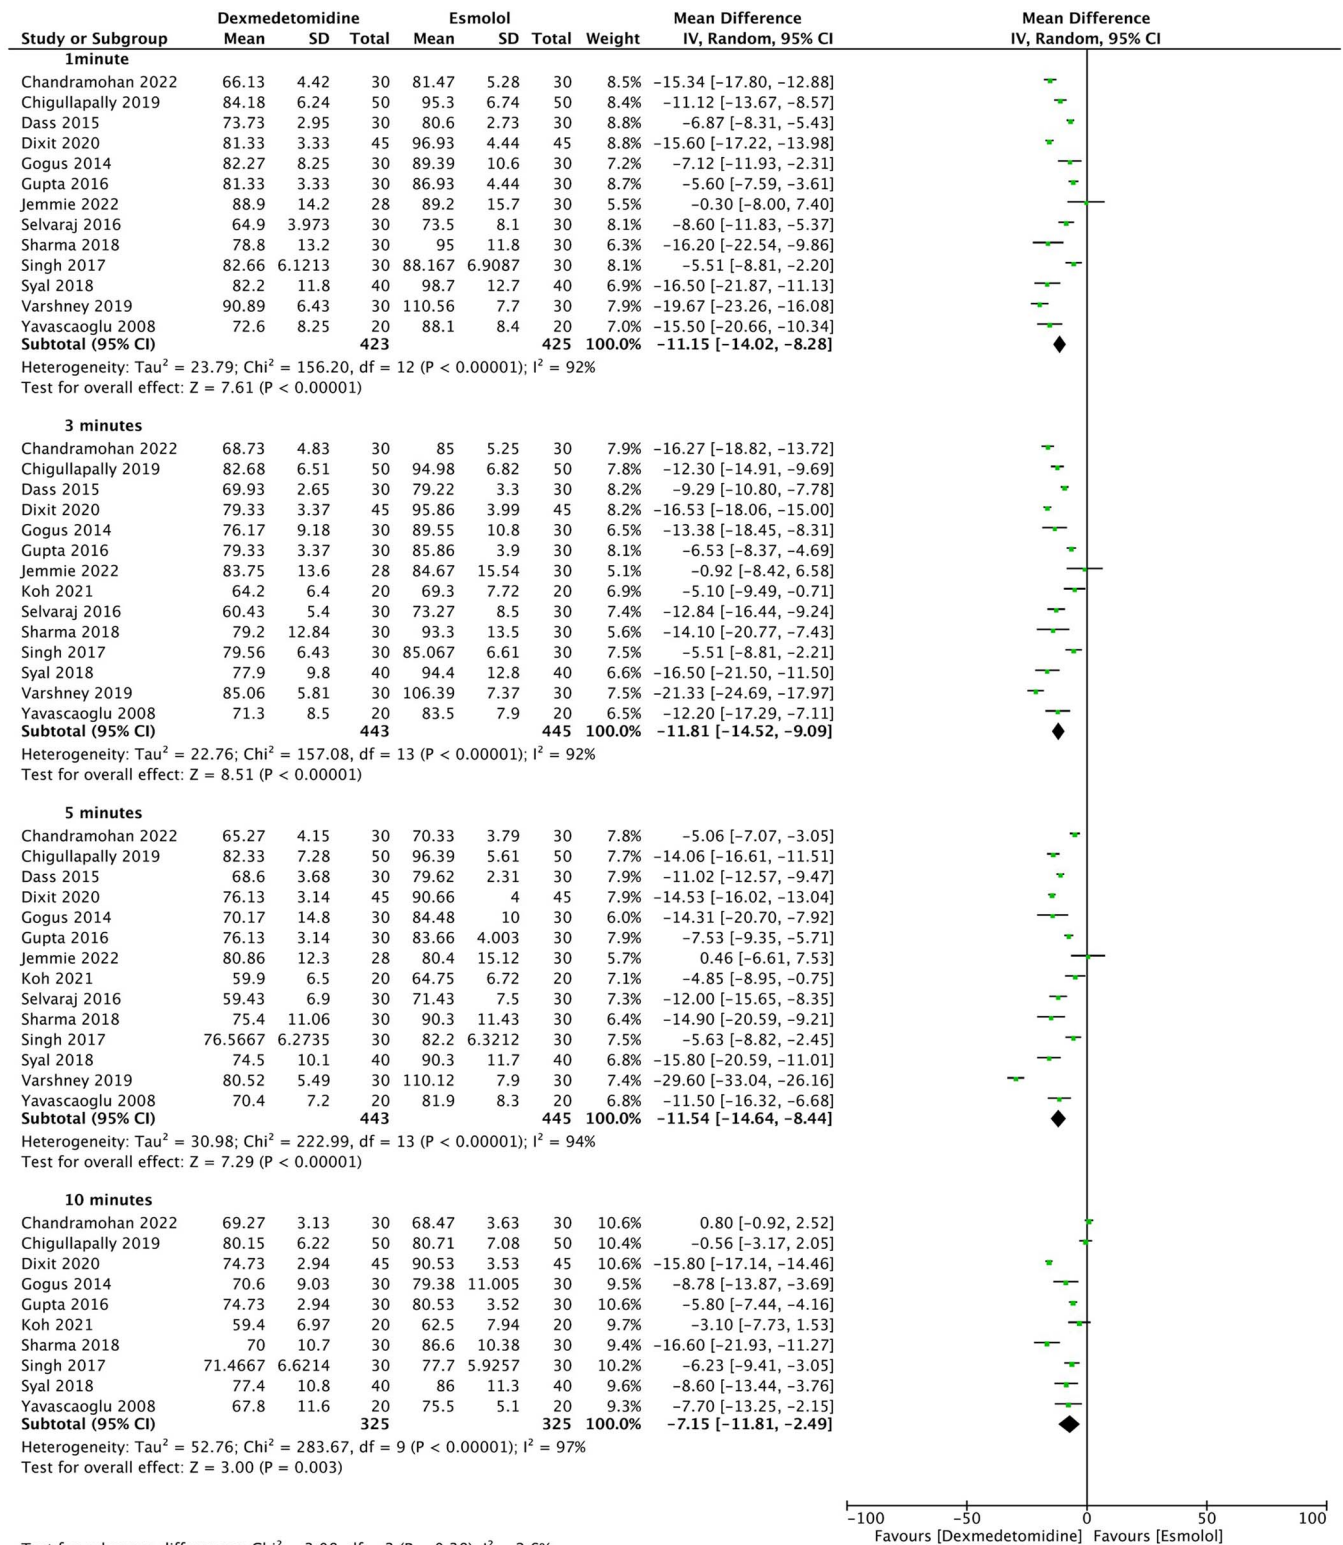 Dexmedetomidine Esmolol Mean Difference Mean Difference
Study or Subgroup Mean SD Total Mean SD Total Weight IV, Random, 95% CI IV, Random, 95% CI
1minute
Chandramohan 2022 66.13 4.42 30 81.47 5.28 30 8.5% −15.34 [−17.80, −12.88]
Chigullapally 2019 84.18 6.24 50 95.3 6.74 50 8.4% −11.12 [−13.67, −8.57]
Dass 2015 73.73 2.95 30 80.6 2.73 30 8.8% −6.87 [−8.31, −5.43]
Dixit 2020 81.33 3.33 45 96.93 4.44 45 8.8% −15.60 [−17.22, −13.98]
Gogus 2014 82.27 8.25 30 89.39 10.6 30 7.2% −7.12 [−11.93, −2.31]
Gupta 2016 81.33 3.33 30 86.93 4.44 30 8.7% −5.60 [−7.59, −3.61]
Jemmie 2022 88.9 14.2 28 89.2 15.7 30 5.5% −0.30 [−8.00, 7.40]
Selvaraj 2016 64.9 3.973 30 73.5 8.1 30 8.1% −8.60 [−11.83, −5.37]
Sharma 2018 78.8 13.2 30 95 11.8 30 6.3% −16.20 [−22.54, −9.86]
Singh 2017 82.66 6.1213 30 88.167 6.9087 30 8.1% −5.51 [−8.81, −2.20]
Syal 2018 82.2 11.8 40 98.7 12.7 40 6.9% −16.50 [−21.87, −11.13]
Varshney 2019 90.89 6.43 30 110.56 7.7 30 7.9% −19.67 [−23.26, −16.08]
Yavascaoglu 2008 72.6 8.25 20 88.1 8.4 20 7.0% −15.50 [−20.66, −10.34]
Subtotal (95% CI) 423 425 100.0% −11.15 [−14.02, −8.28]
Heterogeneity: Tau² = 23.79; Chi² = 156.20, df = 12 (P < 0.00001); I² = 92%
Test for overall effect: Z = 7.61 (P < 0.00001)
3 minutes
Chandramohan 2022 68.73 4.83 30 85 5.25 30 7.9% −16.27 [−18.82, −13.72]
Chigullapally 2019 82.68 6.51 50 94.98 6.82 50 7.8% −12.30 [−14.91, −9.69]
Dass 2015 69.93 2.65 30 79.22 3.3 30 8.2% −9.29 [−10.80, −7.78]
Dixit 2020 79.33 3.37 45 95.86 3.99 45 8.2% −16.53 [−18.06, −15.00]
Gogus 2014 76.17 9.18 30 89.55 10.8 30 6.5% −13.38 [−18.45, −8.31]
Gupta 2016 79.33 3.37 30 85.86 3.9 30 8.1% −6.53 [−8.37, −4.69]
Jemmie 2022 83.75 13.6 28 84.67 15.54 30 5.1% −0.92 [−8.42, 6.58]
Koh 2021 64.2 6.4 20 69.3 7.72 20 6.9% −5.10 [−9.49, −0.71]
Selvaraj 2016 60.43 5.4 30 73.27 8.5 30 7.4% −12.84 [−16.44, −9.24]
Sharma 2018 79.2 12.84 30 93.3 13.5 30 5.6% −14.10 [−20.77, −7.43]
Singh 2017 79.56 6.43 30 85.067 6.61 30 7.5% −5.51 [−8.81, −2.21]
Syal 2018 77.9 9.8 40 94.4 12.8 40 6.6% −16.50 [−21.50, −11.50]
Varshney 2019 85.06 5.81 30 106.39 7.37 30 7.5% −21.33 [−24.69, −17.97]
Yavascaoglu 2008 71.3 8.5 20 83.5 7.9 20 6.5% −12.20 [−17.29, −7.11]
Subtotal (95% CI) 443 445 100.0% −11.81 [−14.52, −9.09]
Heterogeneity: Tau² = 22.76; Chi² = 157.08, df = 13 (P < 0.00001); I² = 92%
Test for overall effect: Z = 8.51 (P < 0.00001)
5 minutes
Chandramohan 2022 65.27 4.15 30 70.33 3.79 30 7.8% −5.06 [−7.07, −3.05]
Chigullapally 2019 82.33 7.28 50 96.39 5.61 50 7.7% −14.06 [−16.61, −11.51]
Dass 2015 68.6 3.68 30 79.62 2.31 30 7.9% −11.02 [−12.57, −9.47]
Dixit 2020 76.13 3.14 45 90.66 4 45 7.9% −14.53 [−16.02, −13.04]
Gogus 2014 70.17 14.8 30 84.48 10 30 6.0% −14.31 [−20.70, −7.92]
Gupta 2016 76.13 3.14 30 83.66 4.003 30 7.9% −7.53 [−9.35, −5.71]
Jemmie 2022 80.86 12.3 28 80.4 15.12 30 5.7% 0.46 [−6.61, 7.53]
Koh 2021 59.9 6.5 20 64.75 6.72 20 7.1% −4.85 [−8.95, −0.75]
Selvaraj 2016 59.43 6.9 30 71.43 7.5 30 7.3% −12.00 [−15.65, −8.35]
Sharma 2018 75.4 11.06 30 90.3 11.43 30 6.4% −14.90 [−20.59, −9.21]
Singh 2017 76.5667 6.2735 30 82.2 6.3212 30 7.5% −5.63 [−8.82, −2.45]
Syal 2018 74.5 10.1 40 90.3 11.7 40 6.8% −15.80 [−20.59, −11.01]
Varshney 2019 80.52 5.49 30 110.12 7.9 30 7.4% −29.60 [−33.04, −26.16]
Yavascaoglu 2008 70.4 7.2 20 81.9 8.3 20 6.8% −11.50 [−16.32, −6.68]
Subtotal (95% CI) 443 445 100.0% −11.54 [−14.64, −8.44]
Heterogeneity: Tau² = 30.98; Chi² = 222.99, df = 13 (P < 0.00001); I² = 94%
Test for overall effect: Z = 7.29 (P < 0.00001)
10 minutes
Chandramohan 2022 69.27 3.13 30 68.47 3.63 30 10.6% 0.80 [−0.92, 2.52]
Chigullapally 2019 80.15 6.22 50 80.71 7.08 50 10.4% −0.56 [−3.17, 2.05]
Dixit 2020 74.73 2.94 45 90.53 3.53 45 10.6% −15.80 [−17.14, −14.46]
Gogus 2014 70.6 9.03 30 79.38 11.005 30 9.5% −8.78 [−13.87, −3.69]
Gupta 2016 74.73 2.94 30 80.53 3.52 30 10.6% −5.80 [−7.44, −4.16]
Koh 2021 59.4 6.97 20 62.5 7.94 20 9.7% −3.10 [−7.73, 1.53]
Sharma 2018 70 10.7 30 86.6 10.38 30 9.4% −16.60 [−21.93, −11.27]
Singh 2017 71.4667 6.6214 30 77.7 5.9257 30 10.2% −6.23 [−9.41, −3.05]
Syal 2018 77.4 10.8 40 86 11.3 40 9.6% −8.60 [−13.44, −3.76]
Yavascaoglu 2008 67.8 11.6 20 75.5 5.1 20 9.3% −7.70 [−13.25, −2.15]
Subtotal (95% CI) 325 325 100.0% −7.15 [−11.81, −2.49]
Heterogeneity: Tau² = 52.76; Chi² = 283.67, df = 9 (P < 0.00001); I² = 97%
Test for overall effect: Z = 3.00 (P = 0.003)
−100 −50 0 50 100
Favours [Dexmedetomidine] Favours [Esmolol]